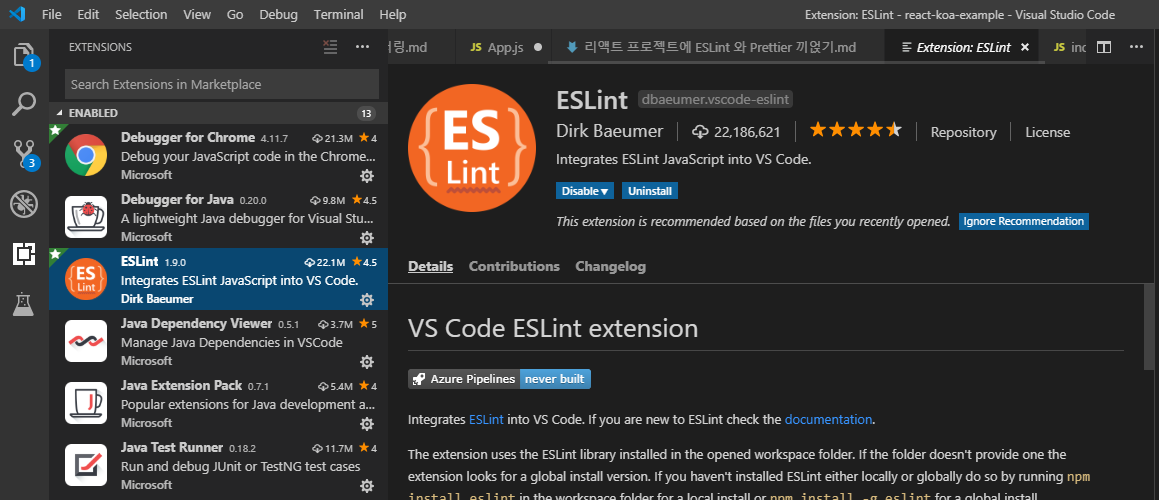 File Edit Selection View Go Debug Terminal Help
Extension: ESLint - react-koa-example - Visual Studio Code
EXTENSIONS
링.md
JS App.js
리액트 프로젝트에 ESLint 와 Prettier 끼얹기.md
Extension: ESLint
JS
1
3
Search Extensions in Marketplace
ENABLED 13
Debugger for Chrome 4.11.7 21.3M 4
Debug your JavaScript code in the Chrome...
Microsoft
Debugger for Java 0.20.0 9.8M 4.5
A lightweight Java debugger for Visual Stu...
Microsoft
ES
Lint
ESLint 1.9.0 22.1M 4.5
Integrates ESLint JavaScript into VS Code.
Dirk Baeumer
Java Dependency Viewer 0.5.1 3.7M 5
Manage Java Dependencies in VSCode
Microsoft
J
Java Extension Pack 0.7.1 5.4M 4
Popular extensions for Java development a...
Microsoft
Java Test Runner 0.18.2 11.7M 4
Run and debug JUnit or TestNG test cases
Microsoft
{ES}
Lint
ESLint dbaeumer.vscode-eslint
Dirk Baeumer 22,186,621 Repository License
Integrates ESLint JavaScript into VS Code.
Disable Uninstall
This extension is recommended based on the files you recently opened. Ignore Recommendation
Details Contributions Changelog
VS Code ESLint extension
Azure Pipelines never built
Integrates ESLint into VS Code. If you are new to ESLint check the documentation.
The extension uses the ESLint library installed in the opened workspace folder. If the folder doesn't provide one the
extension looks for a global install version. If you haven't installed ESLint either locally or globally do so by running npm
install eslint in the workspace folder for a local install or npm install -g eslint for a global install.